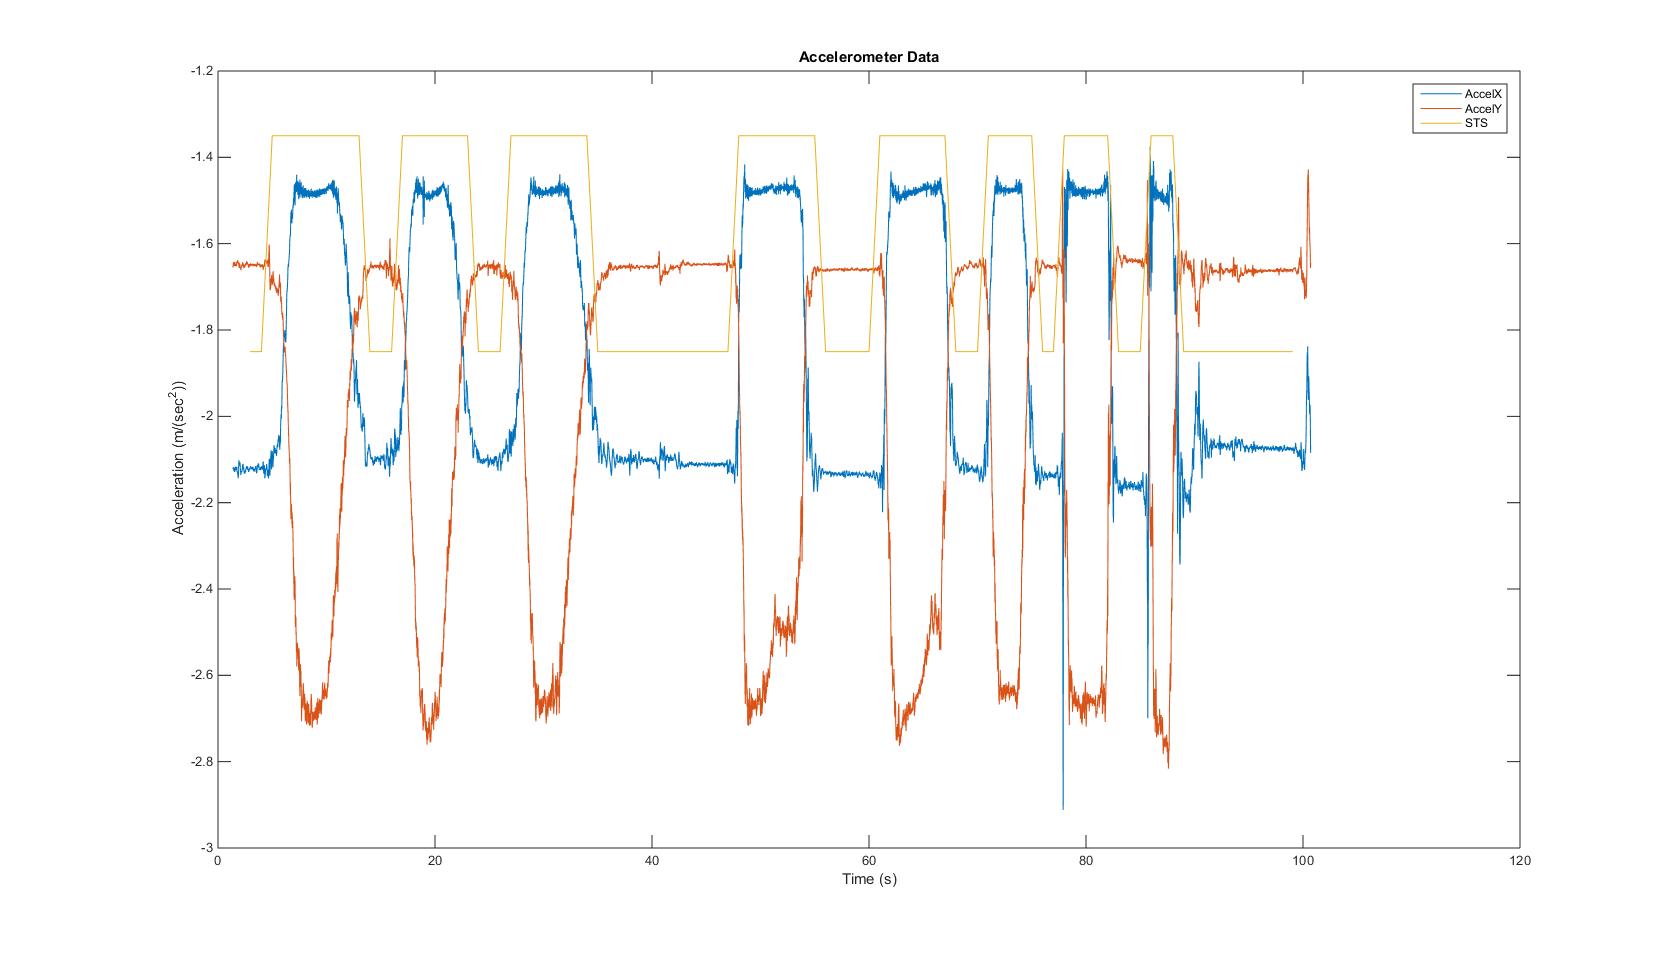 Accelerometer Data
-1.2
-1.4
-1.6
-1.8
-2
-2.2
-2.4
-2.6
-2.8
-3
Acceleration (m/(sec²))
AccelX
AccelY
STS
0
20
40
60
80
100
120
Time (s)